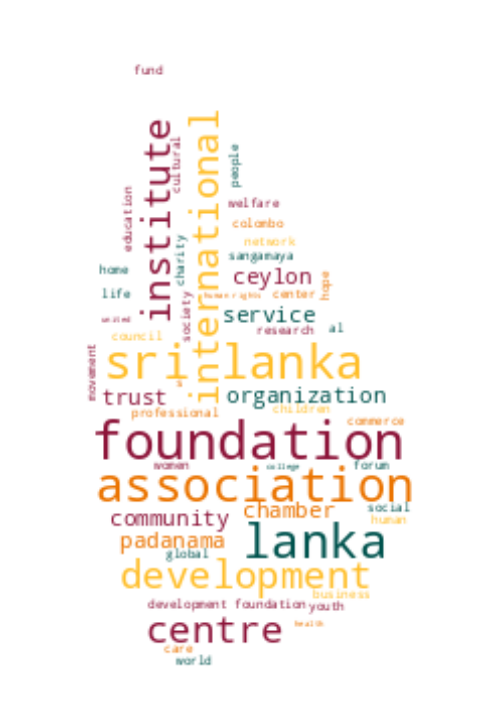 fund
institute
international
cultural
people
education
welfare
colombo
network
charity
sangamaya
home
ceylon
hope
life
human rights
center
society
service
united
research
al
council
sri lanka
movement
trust
organization
professional
children
commerce
foundation
women
college
forum
association
chamber
social
community
human
lanka
padanama
global
development
business
development foundation
youth
centre
health
care
world